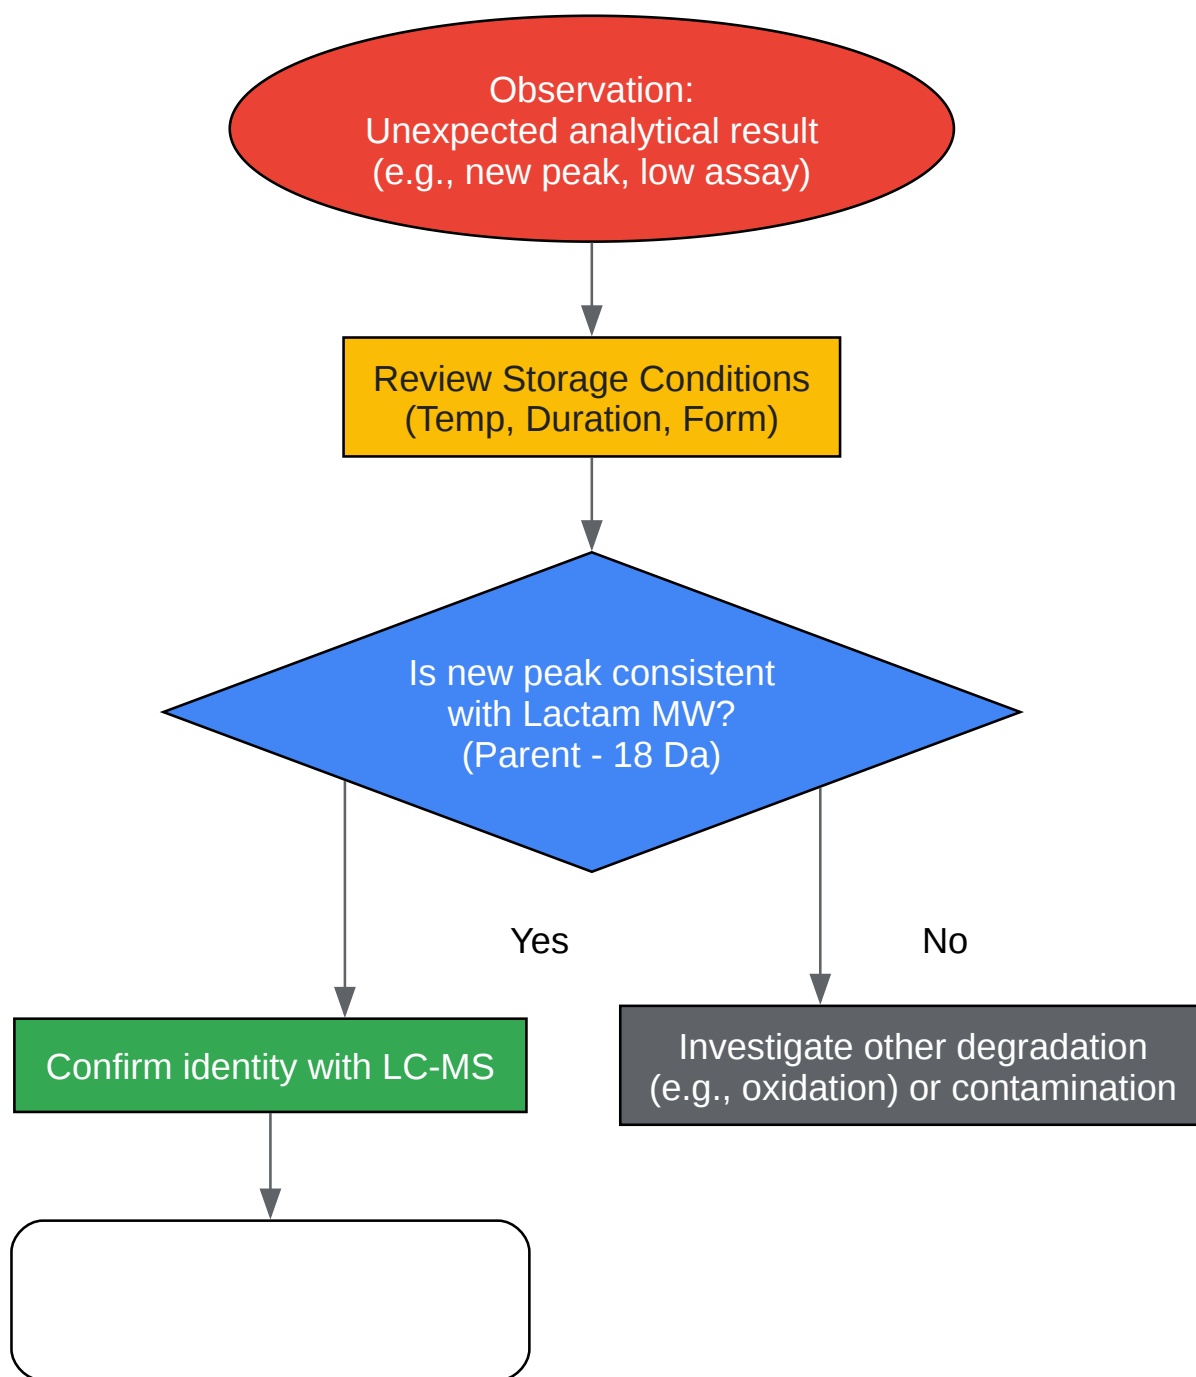 Observation:
Unexpected analytical result
(e.g., new peak, low assay)
Review Storage Conditions
(Temp, Duration, Form)
Is new peak consistent
with Lactam MW?
(Parent - 18 Da)
Yes
No
Confirm identity with LC-MS
Investigate other degradation
(e.g., oxidation) or contamination